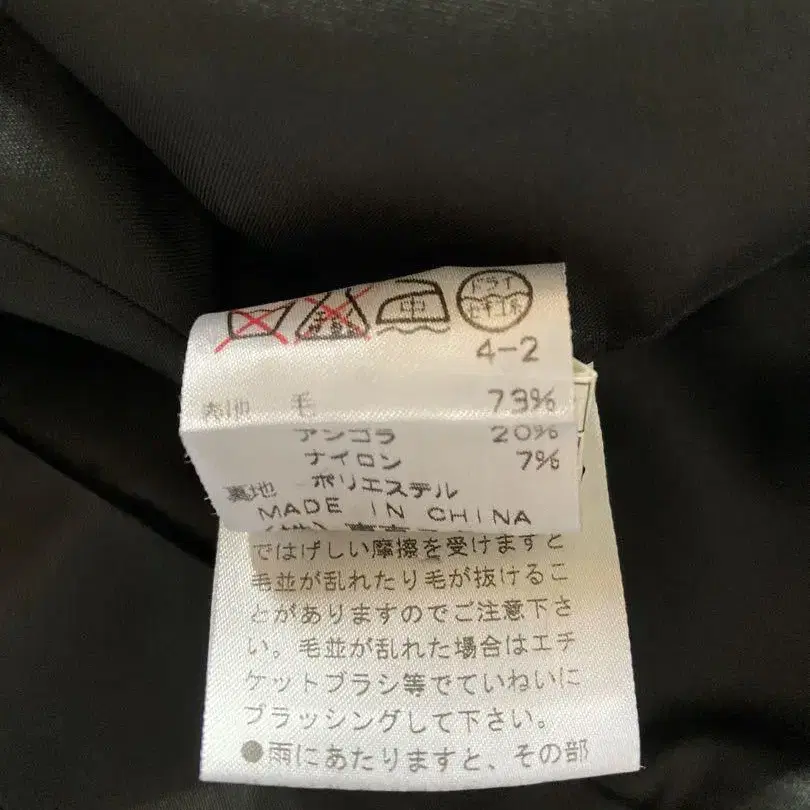 中
ドライ
4-2
表地 毛 73%
アンゴラ 20%
ナイロン 7%
裏地 ポリエステル
MADE IN CHINA
ではげしい摩擦を受けますと
毛並が乱れたり毛が抜けるこ
とがありますのでご注意下さ
い。毛並が乱れた場合はエチ
ケットブラシ等でていねいに
ブラッシングして下さい。
●雨にあたりますと、その部